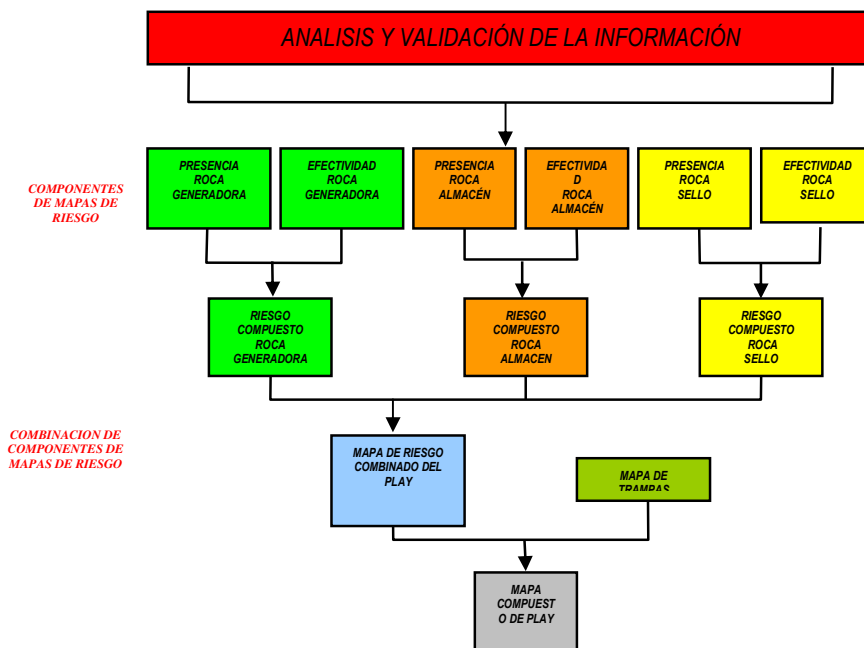 ANALISIS Y VALIDACIÓN DE LA INFORMACIÓN
COMPONENTES
DE MAPAS DE
RIESGO
PRESENCIA
ROCA
GENERADORA
EFECTIVIDAD
ROCA
GENERADORA
PRESENCIA
ROCA
ALMACÉN
EFECTIVIDA
D
ROCA
ALMACÉN
PRESENCIA
ROCA
SELLO
EFECTIVIDAD
ROCA
SELLO
RIESGO
COMPUESTO
ROCA
GENERADORA
RIESGO
COMPUESTO
ROCA
ALMACEN
RIESGO
COMPUESTO
ROCA
SELLO
COMBINACION DE
COMPONENTES DE
MAPAS DE RIESGO
MAPA DE RIESGO
COMBINADO DEL
PLAY
MAPA DE
TRAMPAS
MAPA
COMPUEST
O DE PLAY